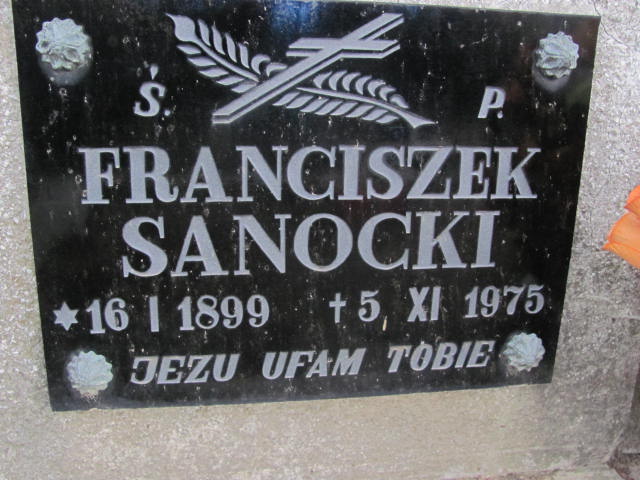 Ś. P.
FRANCISZEK
SANOCKI
✶16 I 1899 ✝5 XI 1975
JEZU UFAM TOBIE